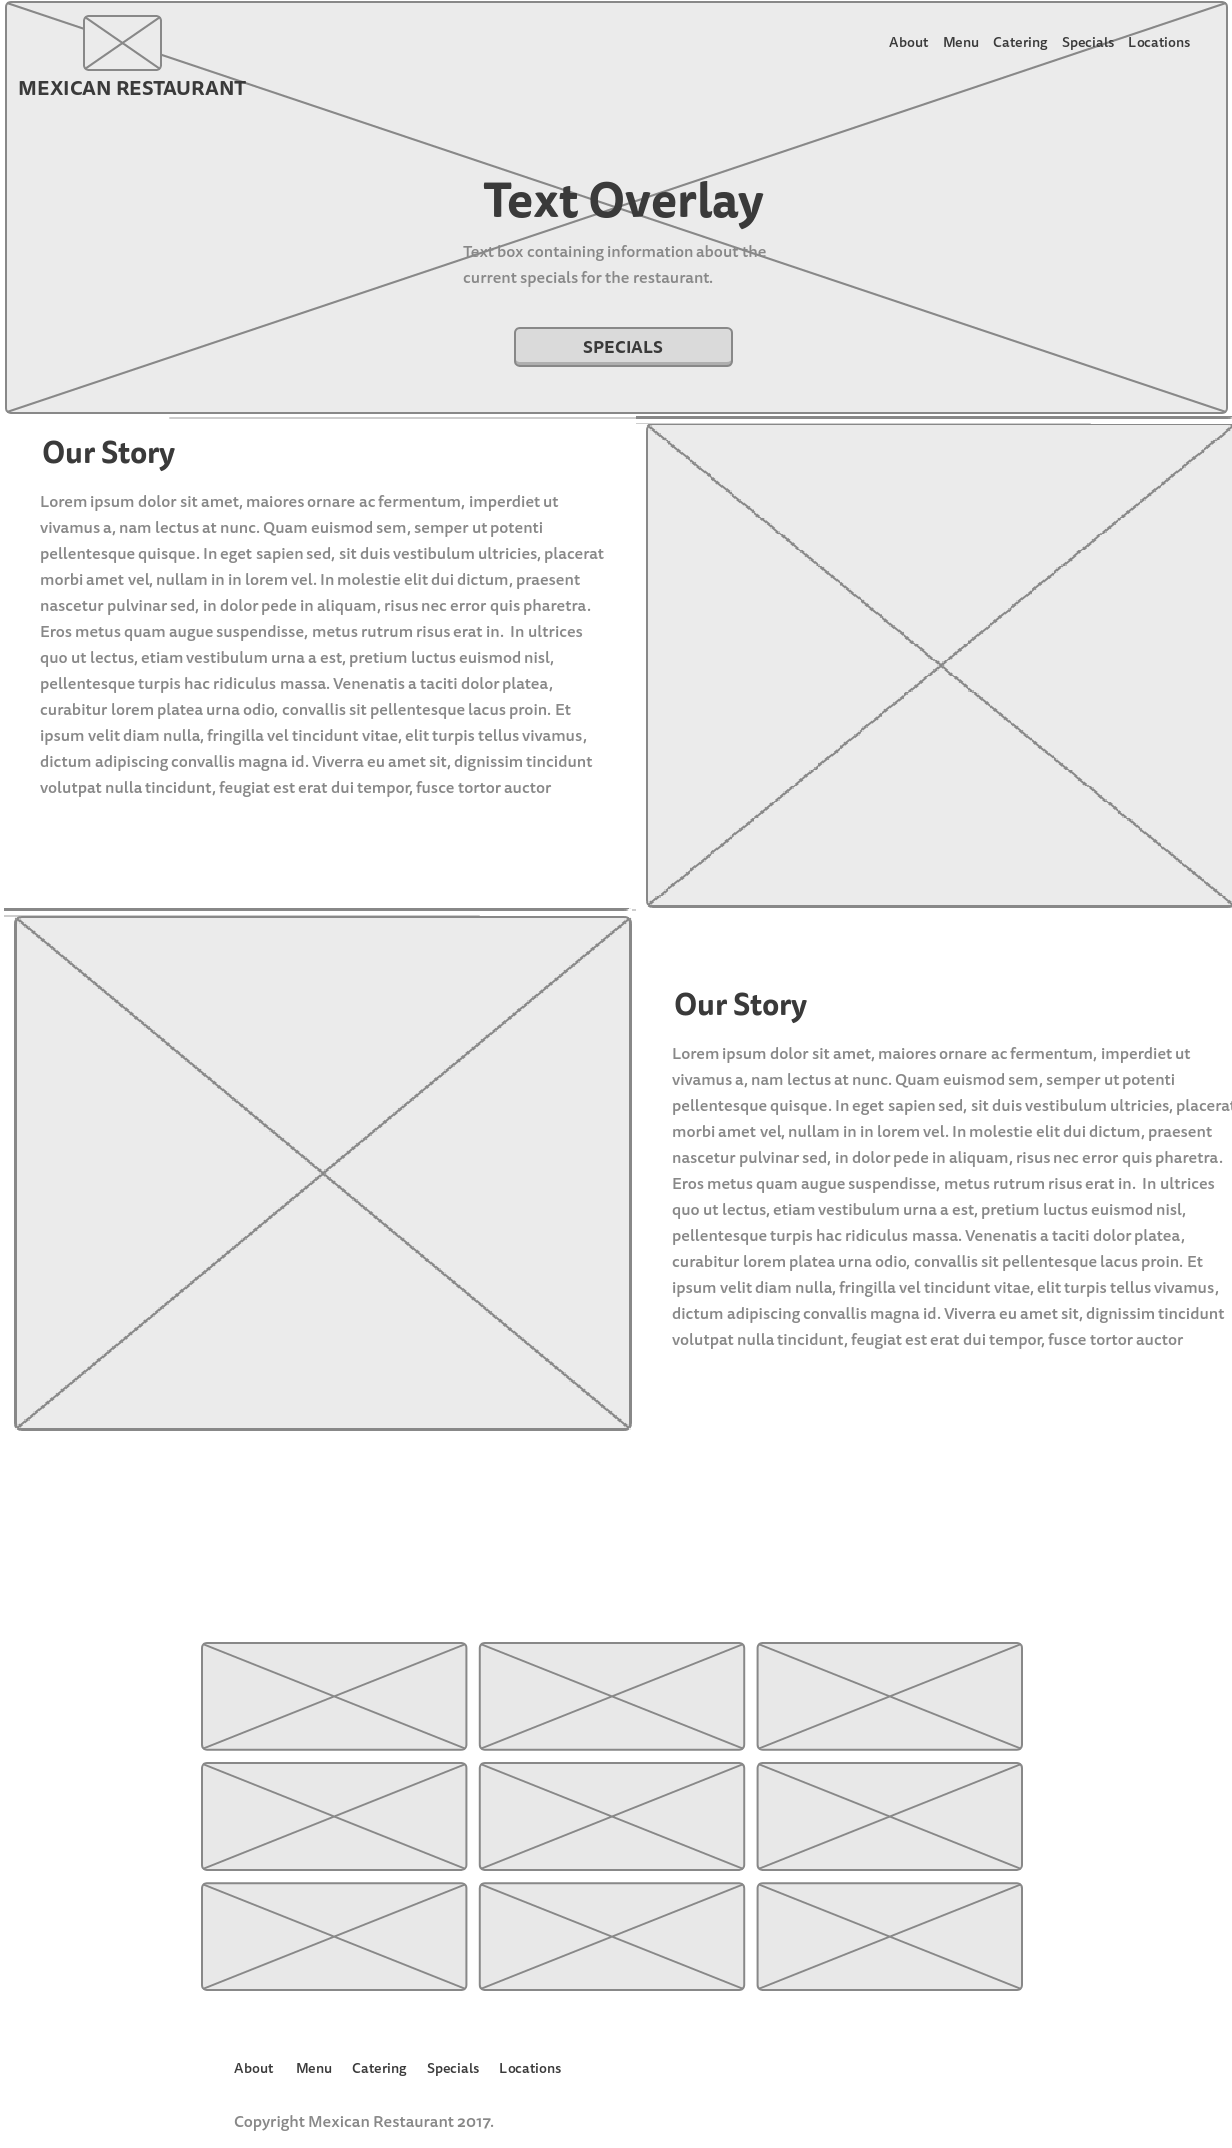 About Menu Catering Specials Locations
MEXICAN RESTAURANT
Text Overlay
Text box containing information about the
current specials for the restaurant.
SPECIALS
Our Story
Lorem ipsum dolor sit amet, maiores ornare ac fermentum, imperdiet ut
vivamus a, nam lectus at nunc. Quam euismod sem, semper ut potenti
pellentesque quisque. In eget sapien sed, sit duis vestibulum ultricies, placerat
morbi amet vel, nullam in in lorem vel. In molestie elit dui dictum, praesent
nascetur pulvinar sed, in dolor pede in aliquam, risus nec error quis pharetra.
Eros metus quam augue suspendisse, metus rutrum risus erat in. In ultrices
quo ut lectus, etiam vestibulum urna a est, pretium luctus euismod nisl,
pellentesque turpis hac ridiculus massa. Venenatis a taciti dolor platea,
curabitur lorem platea urna odio, convallis sit pellentesque lacus proin. Et
ipsum velit diam nulla, fringilla vel tincidunt vitae, elit turpis tellus vivamus,
dictum adipiscing convallis magna id. Viverra eu amet sit, dignissim tincidunt
volutpat nulla tincidunt, feugiat est erat dui tempor, fusce tortor auctor
Our Story
Lorem ipsum dolor sit amet, maiores ornare ac fermentum, imperdiet ut
vivamus a, nam lectus at nunc. Quam euismod sem, semper ut potenti
pellentesque quisque. In eget sapien sed, sit duis vestibulum ultricies, placerat
morbi amet vel, nullam in in lorem vel. In molestie elit dui dictum, praesent
nascetur pulvinar sed, in dolor pede in aliquam, risus nec error quis pharetra.
Eros metus quam augue suspendisse, metus rutrum risus erat in. In ultrices
quo ut lectus, etiam vestibulum urna a est, pretium luctus euismod nisl,
pellentesque turpis hac ridiculus massa. Venenatis a taciti dolor platea,
curabitur lorem platea urna odio, convallis sit pellentesque lacus proin. Et
ipsum velit diam nulla, fringilla vel tincidunt vitae, elit turpis tellus vivamus,
dictum adipiscing convallis magna id. Viverra eu amet sit, dignissim tincidunt
volutpat nulla tincidunt, feugiat est erat dui tempor, fusce tortor auctor
About Menu Catering Specials Locations
Copyright Mexican Restaurant 2017.